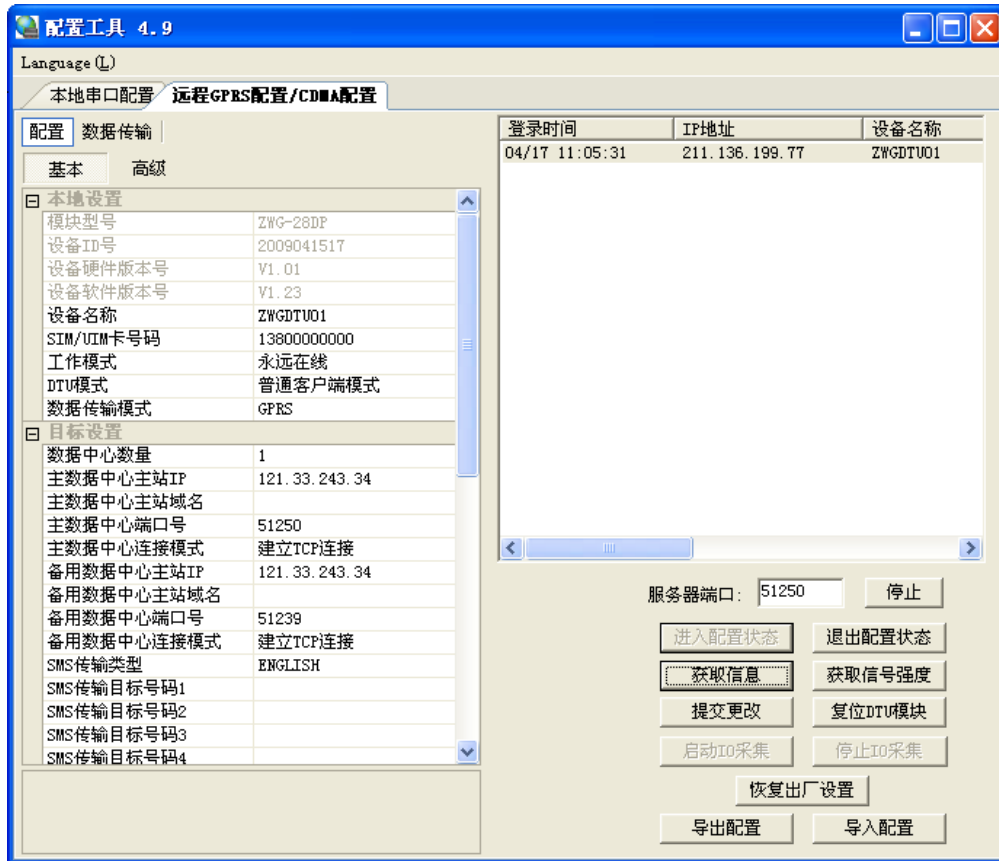 配置工具 4.9
Language(L)
本地串口配置 远程GPRS配置/CDMA配置
配置 数据传输
基本 高级
本地设置
模块型号 ZWG-28DP
设备ID号 2009041517
设备硬件版本号 V1.01
设备软件版本号 V1.23
设备名称 ZWGDTU01
SIM/UIM卡号码 13800000000
工作模式 永远在线
DTU模式 普通客户端模式
数据传输模式 GPRS
目标设置
数据中心数量 1
主数据中心主站IP 121.33.243.34
主数据中心主站域名
主数据中心端口号 51250
主数据中心连接模式 建立TCP连接
备用数据中心主站IP 121.33.243.34
备用数据中心主站域名
备用数据中心端口号 51239
备用数据中心连接模式 建立TCP连接
SMS传输类型 ENGLISH
SMS传输目标号码1
SMS传输目标号码2
SMS传输目标号码3
SMS传输目标号码4
登录时间 IP地址 设备名称
04/17 11:05:31 211.136.199.77 ZWGDTU01
服务器端口: 51250 停止
进入配置状态 退出配置状态
获取信息 获取信号强度
提交更改 复位DTU模块
启动IO采集 停止IO采集
恢复出厂设置
导出配置 导入配置